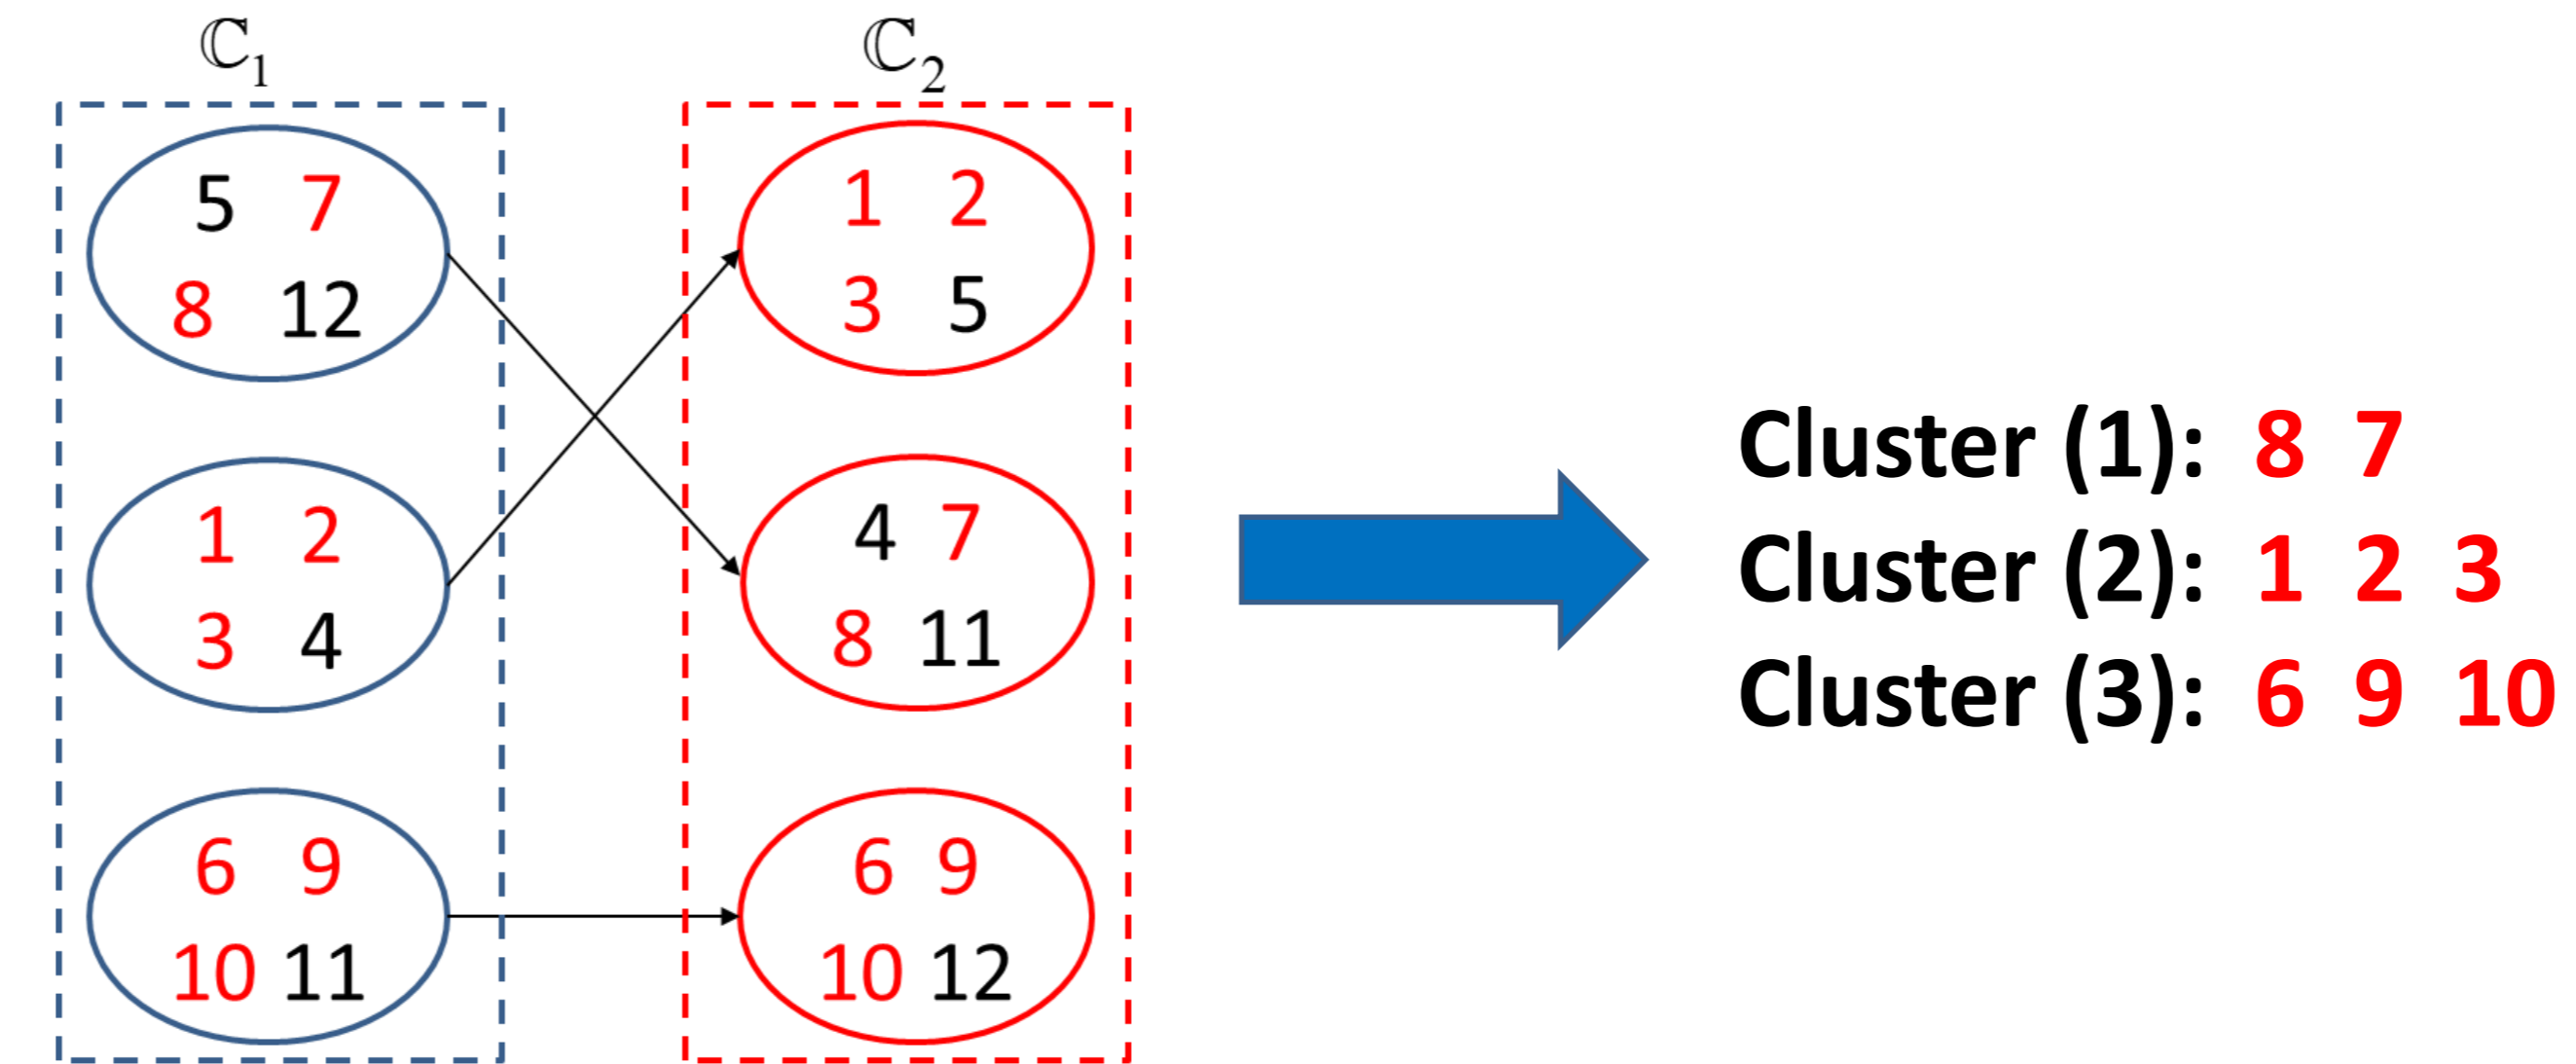 ℂ1
ℂ2
5 7
8 12
1 2
3 4
6 9
10 11
1 2
3 5
4 7
8 11
6 9
10 12
Cluster (1): 8 7
Cluster (2): 1 2 3
Cluster (3): 6 9 10